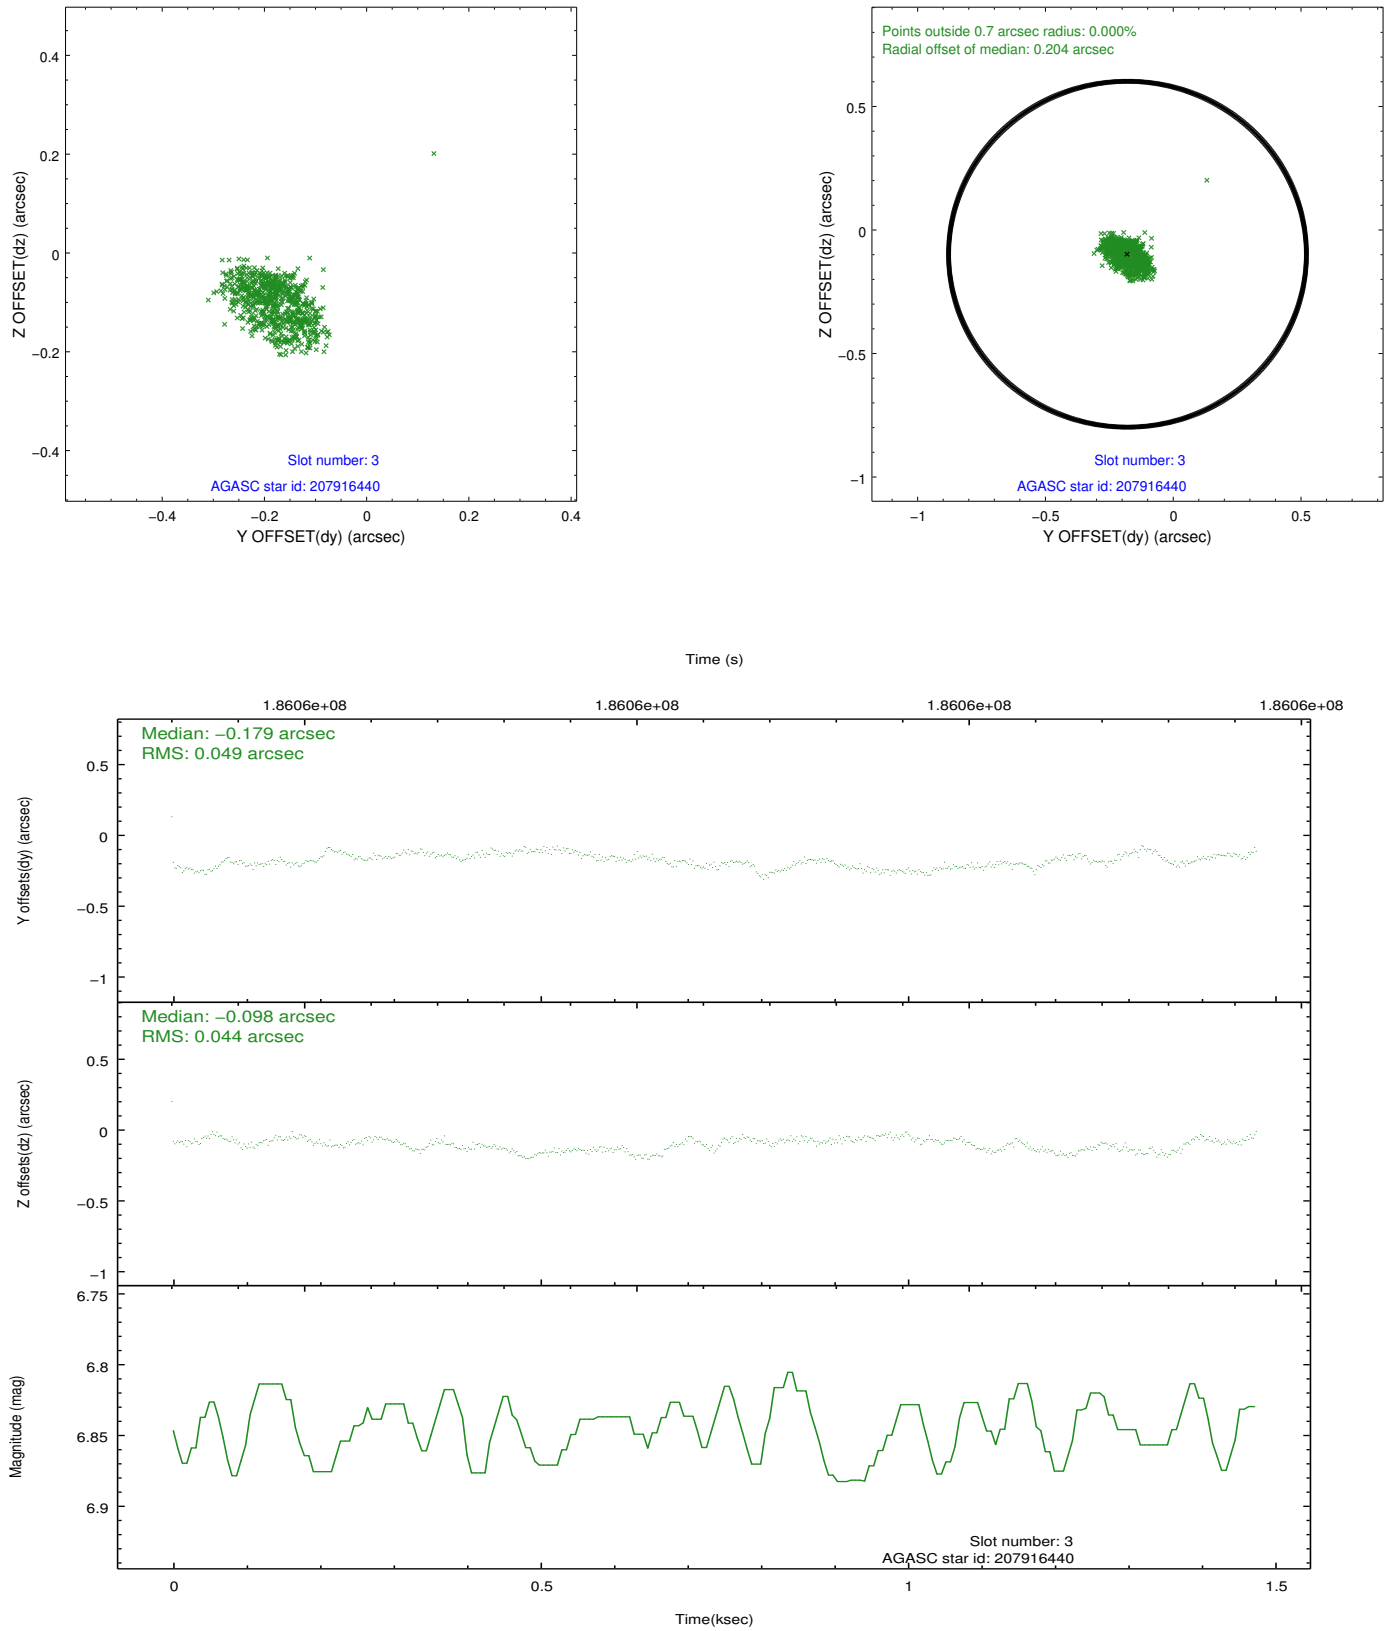 0.4
0.2
0
−0.2
−0.4
Z OFFSET(dz) (arcsec)
Slot number: 3
AGASC star id: 207916440
−0.4 −0.2 0 0.2 0.4
Y OFFSET(dy) (arcsec)
Points outside 0.7 arcsec radius: 0.000%
Radial offset of median: 0.204 arcsec
0.5
0
−0.5
−1
Z OFFSET(dz) (arcsec)
Slot number: 3
AGASC star id: 207916440
−1 −0.5 0 0.5
Y OFFSET(dy) (arcsec)
Time (s)
1.8606e+08 1.8606e+08 1.8606e+08 1.8606e+08
Median: −0.179 arcsec
RMS: 0.049 arcsec
0.5
0
−0.5
−1
Y offsets(dy) (arcsec)
Median: −0.098 arcsec
RMS: 0.044 arcsec
0.5
0
−0.5
−1
Z offsets(dz) (arcsec)
6.75
6.8
6.85
6.9
Magnitude (mag)
Slot number: 3
AGASC star id: 207916440
0 0.5 1 1.5
Time(ksec)